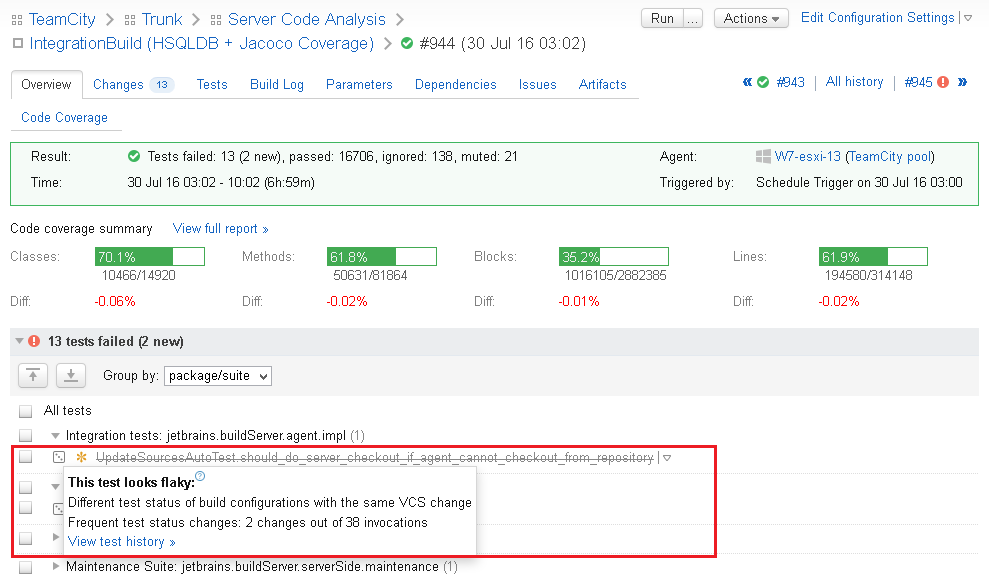 TeamCity > Trunk > Server Code Analysis >
Run ... Actions Edit Configuration Settings
IntegrationBuild (HSQLDB + Jacoco Coverage) > #944 (30 Jul 16 03:02)
Overview Changes 13 Tests Build Log Parameters Dependencies Issues Artifacts
« #943 | All history | #945 »
Code Coverage
Result: Tests failed: 13 (2 new), passed: 16706, ignored: 138, muted: 21 Agent: W7-esxi-13 (TeamCity pool)
Time: 30 Jul 16 03:02 - 10:02 (6h:59m) Triggered by: Schedule Trigger on 30 Jul 16 03:00
Code coverage summary View full report »
Classes: 70.1% Methods: 61.8% Blocks: 35.2% Lines: 61.9%
10466/14920 50631/81864 1016105/2882385 194580/314148
Diff: -0.06% Diff: -0.02% Diff: -0.01% Diff: -0.02%
13 tests failed (2 new)
Group by: package/suite
All tests
Integration tests: jetbrains.buildServer.agent.impl (1)
UpdateSourcesAutoTest.should_do_server_checkout_if_agent_cannot_checkout_from_repository
This test looks flaky: ?
Different test status of build configurations with the same VCS change
Frequent test status changes: 2 changes out of 38 invocations
View test history »
Maintenance Suite: jetbrains.buildServer.serverSide.maintenance (1)